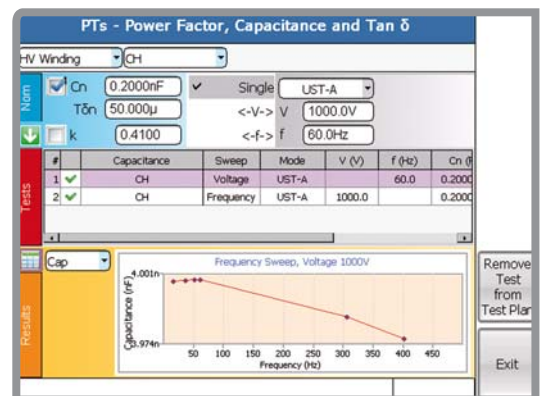 PTs - Power Factor, Capacitance and Tan δ
HV Winding CH
Nom
Cn 0.2000nF
Single UST-A
Tδn 50.000µ
<-V-> V 1000.0V
k 0.4100
<-f-> f 60.0Hz
Tests
# Capacitance Sweep Mode V (V) f (Hz) Cn (F
1 CH Voltage UST-A 60.0 0.2000
2 CH Frequency UST-A 1000.0 0.2000
Cap
Results
Frequency Sweep, Voltage 1000V
Capacitance (nF)
4.001n
3.974n
50 100 150 200 250 300 350 400 450
Frequency (Hz)
Remove
Test
from
Test Plan
Exit